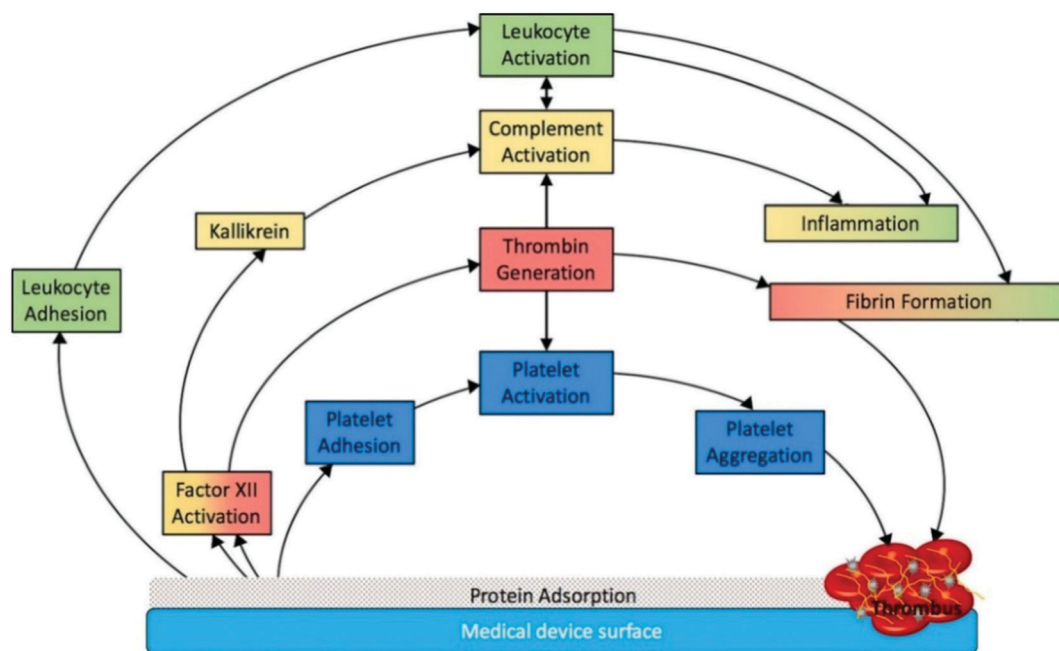 Leukocyte
Activation
Complement
Activation
Kallikrein
Inflammation
Thrombin
Generation
Leukocyte
Adhesion
Fibrin Formation
Platelet
Activation
Platelet
Adhesion
Platelet
Aggregation
Factor XII
Activation
Protein Adsorption
Thrombus
Medical device surface